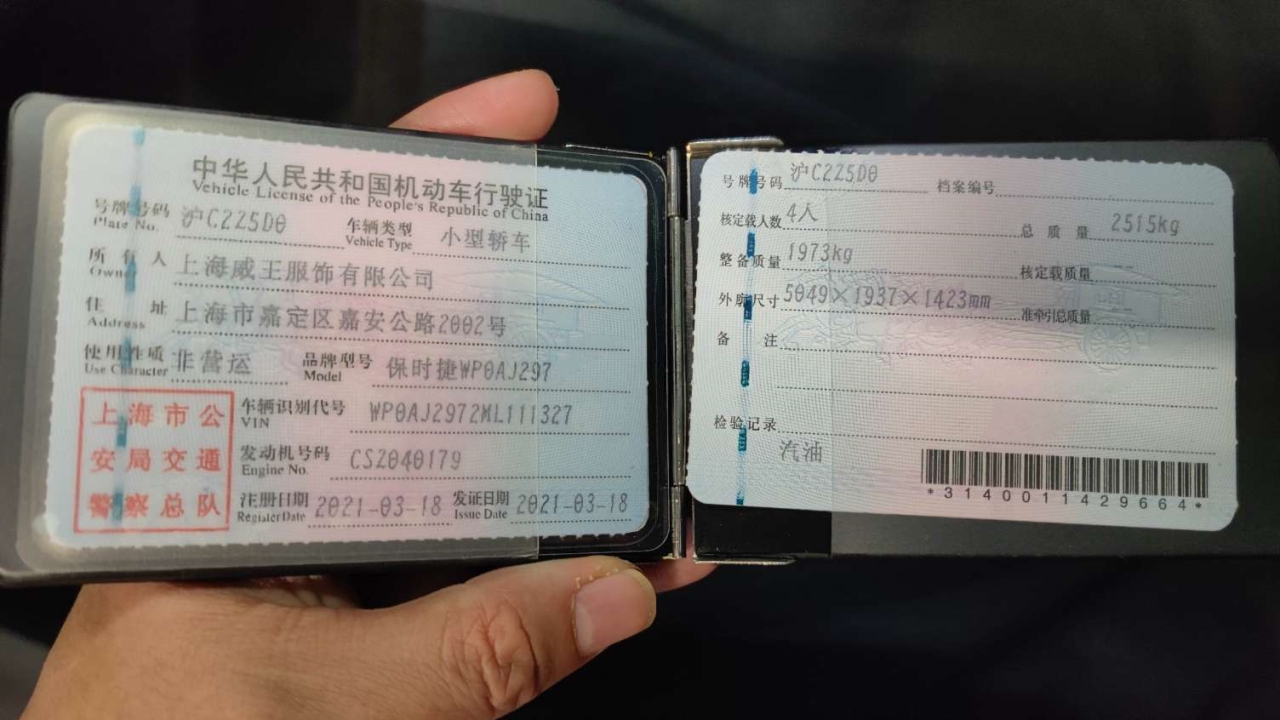 中华人民共和国机动车行驶证
Vehicle License of the People's Republic of China
号牌号码 沪C2Z5D0 车辆类型 小型轿车
Plate No. Vehicle Type
所有人 上海威王服饰有限公司
Owner
住址 上海市嘉定区嘉安公路2002号
Address
使用性质 非营运 品牌型号 保时捷WP0AJ297
Use Character Model
上海市公
安局交通
警察总队
车辆识别代号 WP0AJ2972ML111327
VIN
发动机号码 CSZ040179
Engine No.
注册日期 2021-03-18 发证日期 2021-03-18
Register Date Issue Date
号牌号码 沪C2Z5D0 档案编号
核定载人数 4人 总质量 2515kg
整备质量 1973kg 核定载质量
外廓尺寸 5049×1937×1423mm 准牵引总质量
备注
检验记录
汽油
*3140011429664*